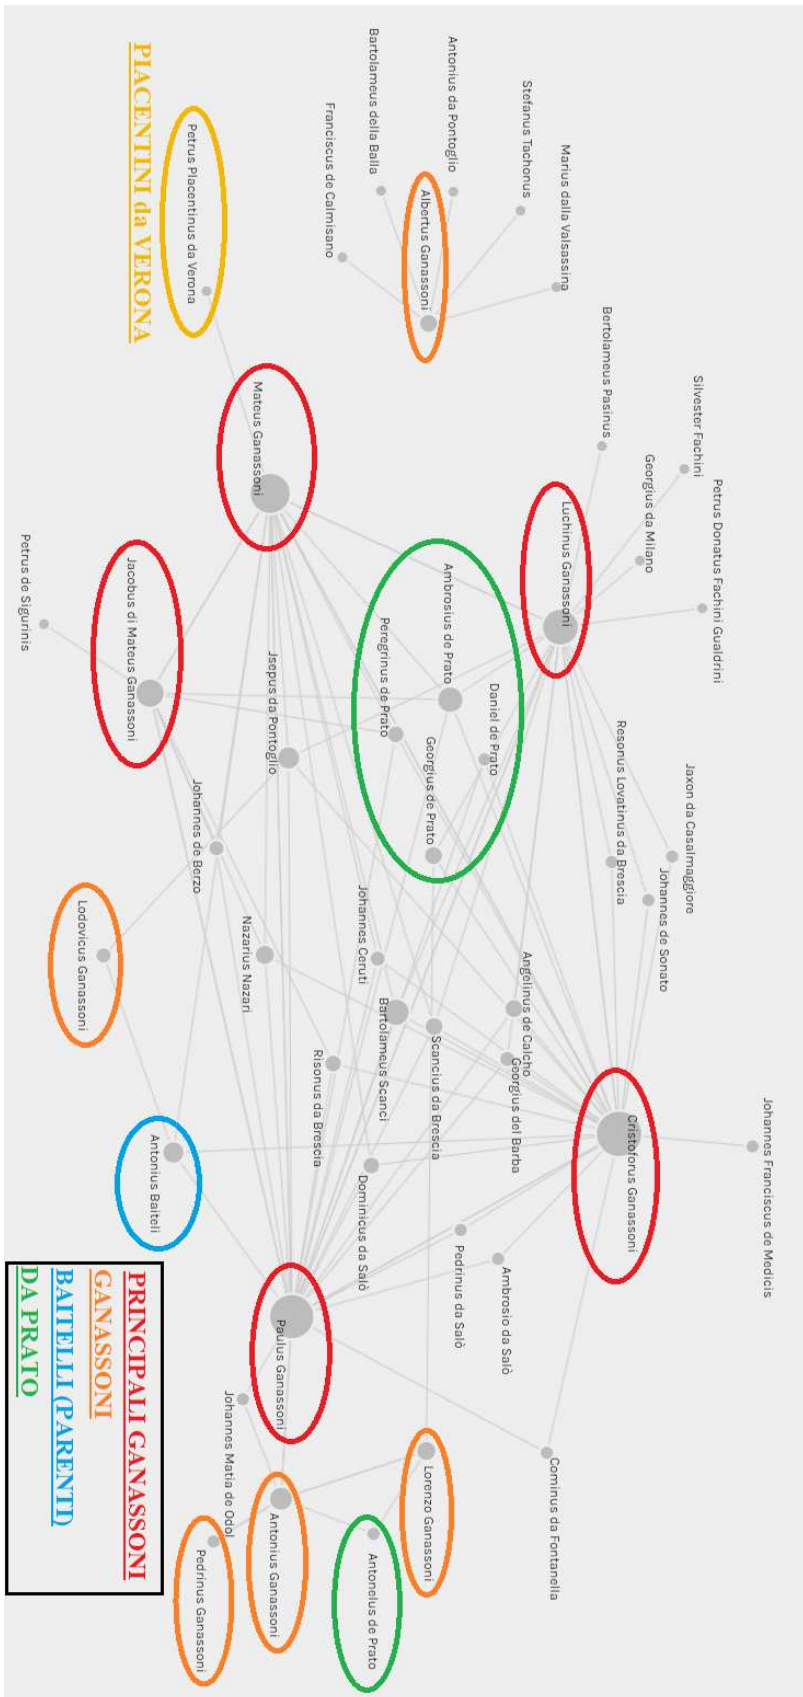 Johannes Franciscus de Medicis
Jaxon da Casalmaggiore
Petrus Donatus Fachini Gualdrini
Silvester Fachini
Johannes de Sonato
Georgius da Milano
Cristoforus Ganassoni
Resonus Lovatinus da Brescia
Bertolameus Pasinus
Luchinus Ganassoni
Marius dalla Valsassina
Cominus da Fontanella
Stefanus Tachonus
Angelinus de Calcho
Georgius del Barba
Ambrosio da Salò
Daniel de Prato
Antonius da Pontoglio
Ambrosius de Prato
Scancius da Brescia
Pedrinus da Salò
Georgius de Prato
Lorenzo Ganassoni
Albertus Ganassoni
Bartolameus della Balla
Peregrinus de Prato
Bartolameus Scanci
Johannes Ceruti
Dominicus da Salò
Antonelus de Prato
Franciscus de Calmisano
Risonus da Brescia
Jsepus da Pontoglio
Paulus Ganassoni
Antonius Ganassoni
Mateus Ganassoni
Nazarius Nazari
Johannes Matia de Odol
Pedrinus Ganassoni
Petrus Placentinus da Verona
Johannes de Berzo
Antonius Baiteli
Jacobus di Mateus Ganassoni
Lodovicus Ganassoni
Petrus de Sigurinis
PIACENTINI da VERONA
PRINCIPALI GANASSONI
GANASSONI
BAITELLI (PARENTI)
DA PRATO